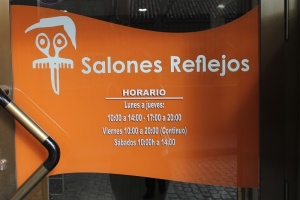 Salones Reflejos
HORARIO
Lunes a jueves:
10:00 a 14:00 - 17:00 a 20:00
Viernes 10:00 a 20:00 (Continuo)
Sábados 10:00h a 14:00